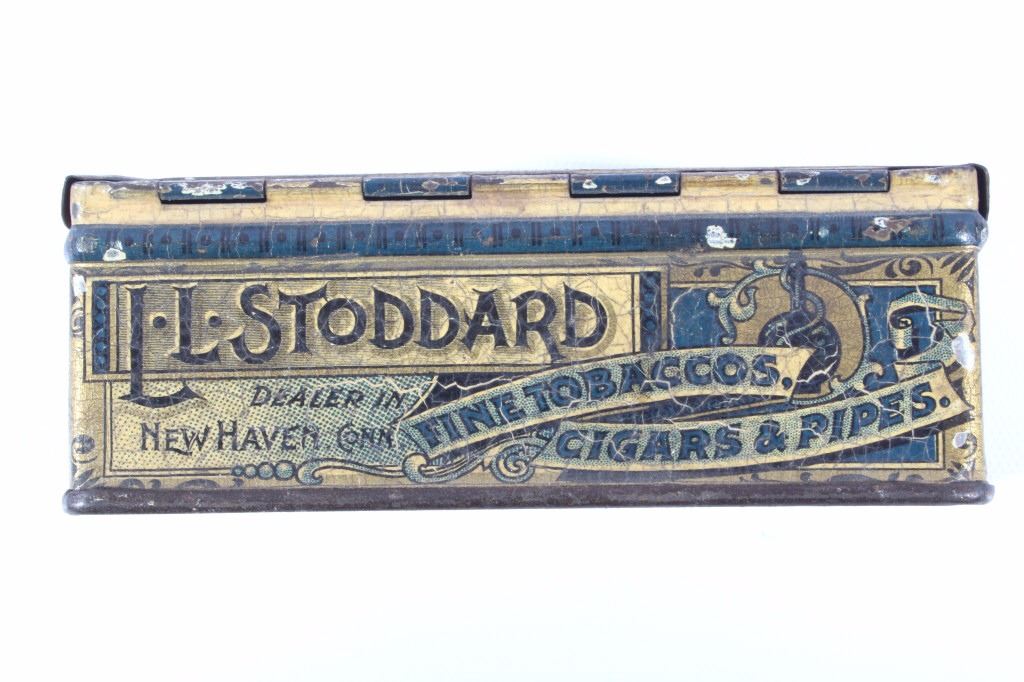 L.L. STODDARD
DEALER IN
FINE TOBACCOS,
NEW HAVEN CONN.
CIGARS & PIPES.